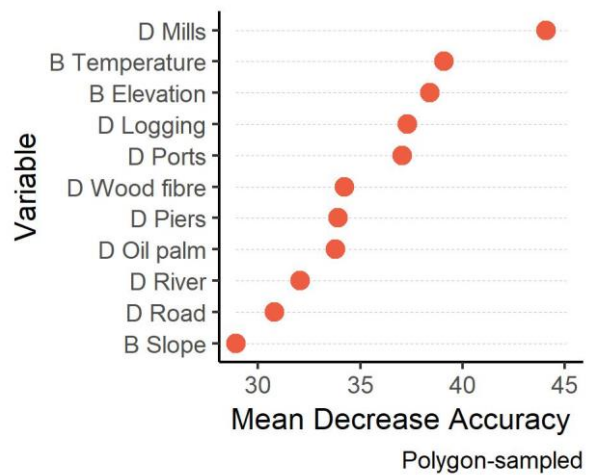 Variable
D Mills
B Temperature
B Elevation
D Logging
D Ports
D Wood fibre
D Piers
D Oil palm
D River
D Road
B Slope
30 35 40 45
Mean Decrease Accuracy
Polygon-sampled